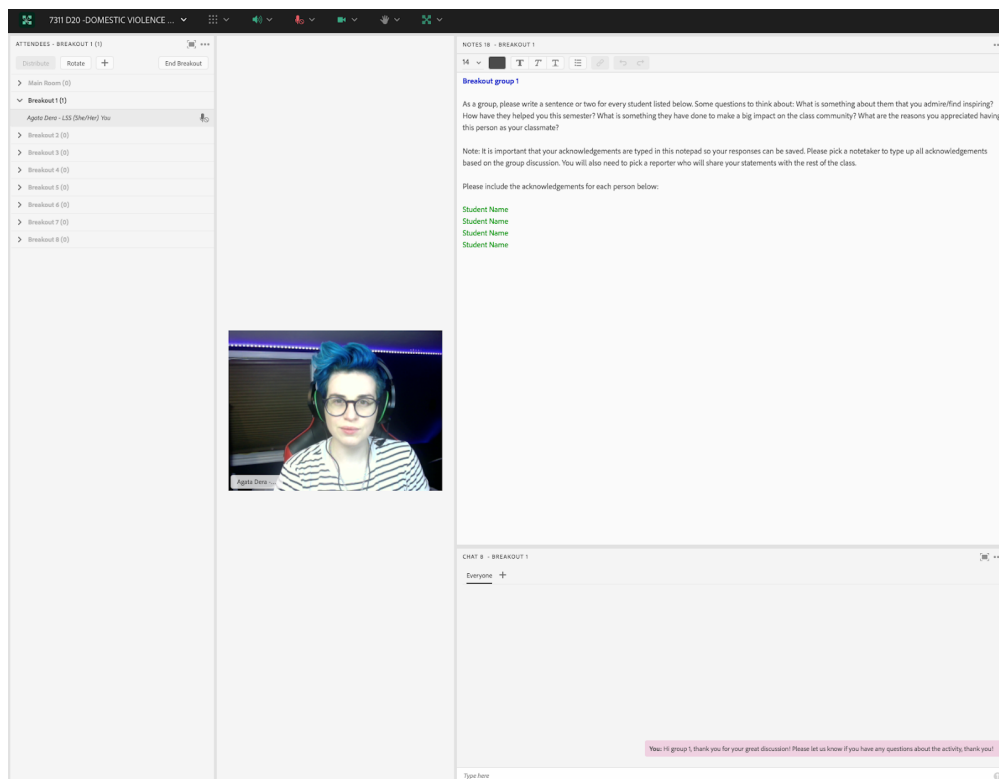 7311 D20 -DOMESTIC VIOLENCE ...
ATTENDEES - BREAKOUT 1 (1)
Distribute Rotate + End Breakout
Main Room (0)
Breakout 1 (1)
Agata Dera - LSS (She/Her) You
Breakout 2 (0)
Breakout 3 (0)
Breakout 4 (0)
Breakout 5 (0)
Breakout 6 (0)
Breakout 7 (0)
Breakout 8 (0)
Agata Dera -...
NOTES 18 - BREAKOUT 1
14 T T T
Breakout group 1
As a group, please write a sentence or two for every student listed below. Some questions to think about: What is something about them that you admire/find inspiring?
How have they helped you this semester? What is something they have done to make a big impact on the class community? What are the reasons you appreciated having
this person as your classmate?
Note: It is important that your acknowledgements are typed in this notepad so your responses can be saved. Please pick a notetaker to type up all acknowledgements
based on the group discussion. You will also need to pick a reporter who will share your statements with the rest of the class.
Please include the acknowledgements for each person below:
Student Name
Student Name
Student Name
Student Name
CHAT 8 - BREAKOUT 1
Everyone +
You: Hi group 1, thank you for your great discussion! Please let us know if you have any questions about the activity, thank you!
Type here